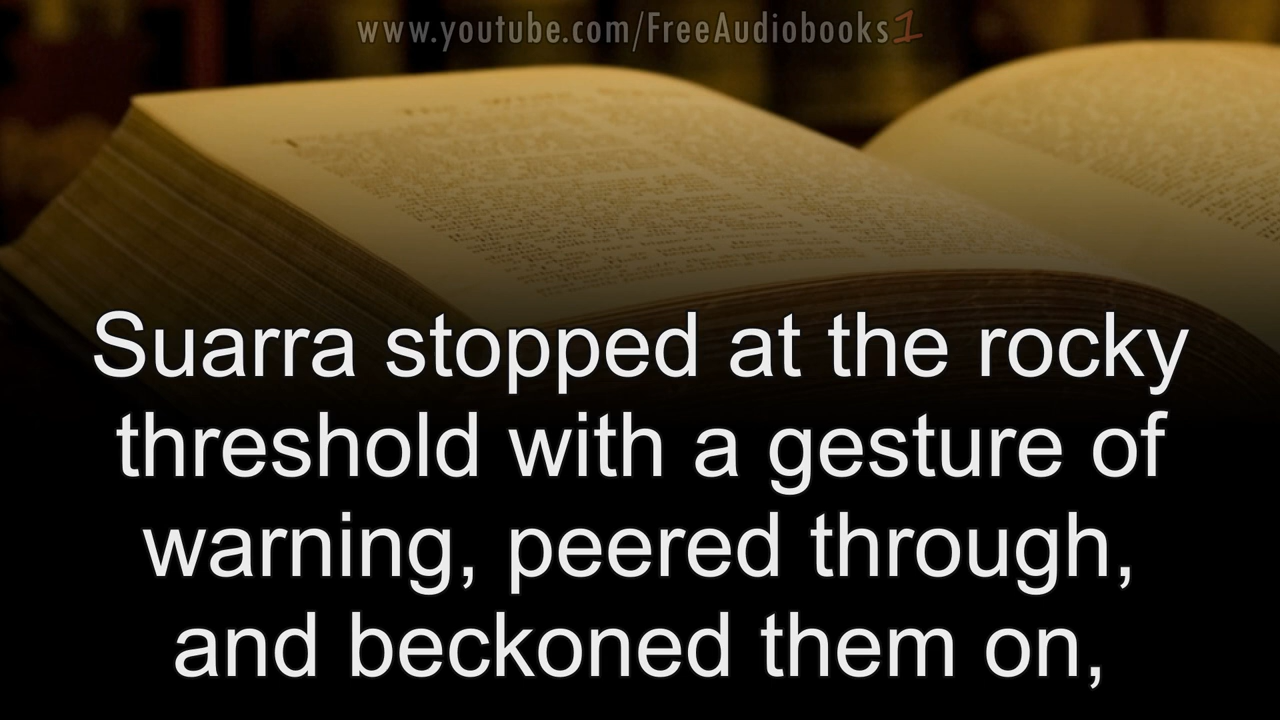 www.youtube.com/FreeAudiobooks1
Suarra stopped at the rocky
threshold with a gesture of
warning, peered through,
and beckoned them on,